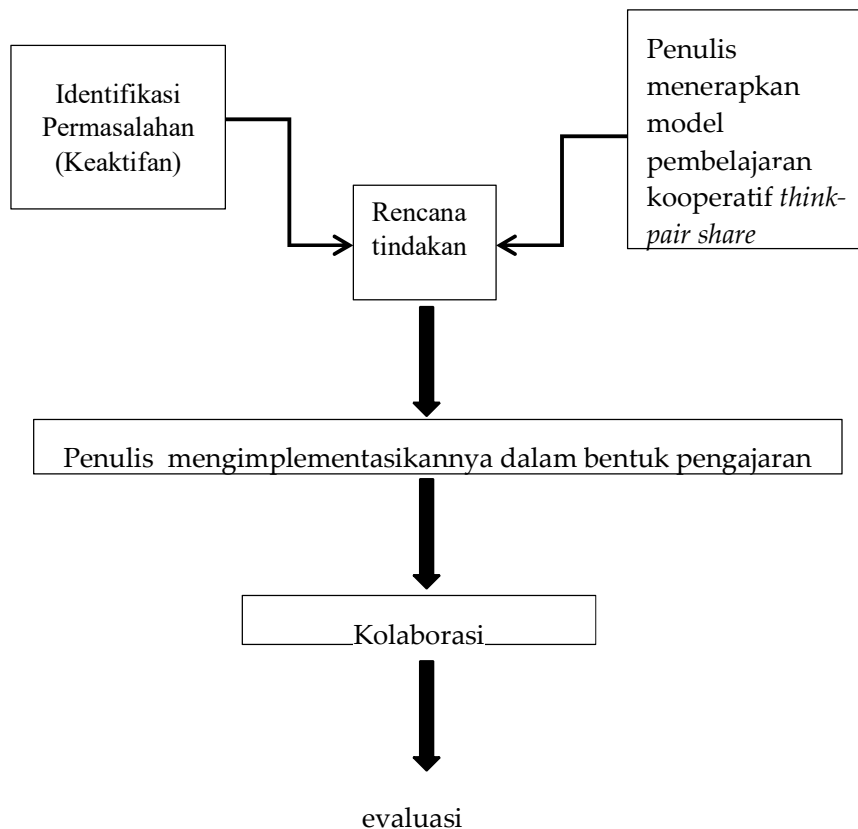 Identifikasi
Permasalahan
(Keaktifan)
Penulis
menerapkan
model
pembelajaran
kooperatif think-
pair share
Rencana
tindakan
Penulis mengimplementasikannya dalam bentuk pengajaran
Kolaborasi
evaluasi